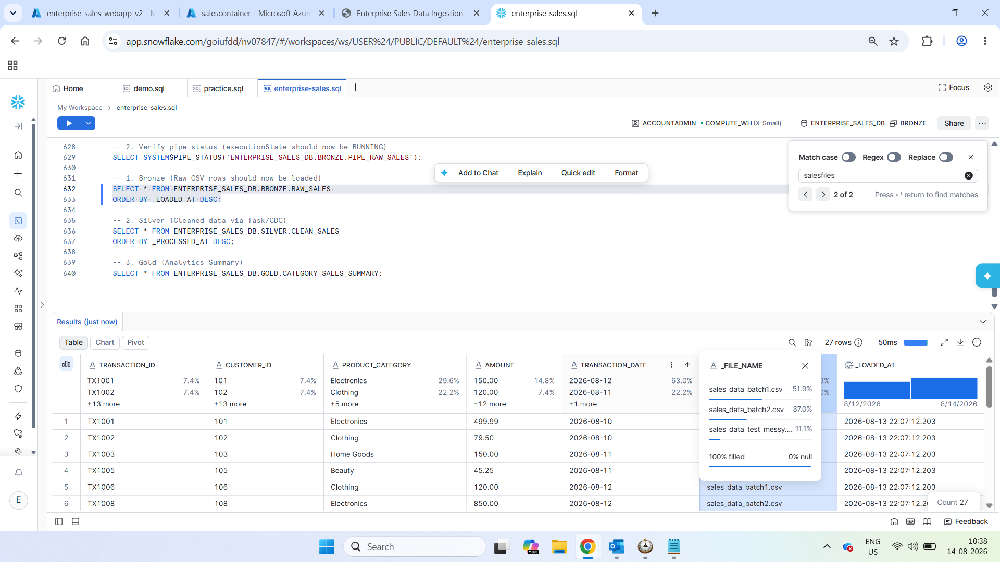 enterprise-sales-webapp-v2 - M
salescontainer - Microsoft Azur
Enterprise Sales Data Ingestion
enterprise-sales.sql
app.snowflake.com/goiufdd/nv07847/#/workspaces/ws/USER%24/PUBLIC/DEFAULT%24/enterprise-sales.sql
Home
SQL demo.sql
SQL practice.sql
SQL enterprise-sales.sql
Focus
My Workspace > enterprise-sales.sql
ACCOUNTADMIN COMPUTE_WH (X-Small) ENTERPRISE_SALES_DB BRONZE Share
628 -- 2. Verify pipe status (executionState should now be RUNNING)
629 SELECT SYSTEM$PIPE_STATUS('ENTERPRISE_SALES_DB.BRONZE.PIPE_RAW_SALES');
630
631 -- 1. Bronze (Raw CSV rows should now be loaded)
632 SELECT * FROM ENTERPRISE_SALES_DB.BRONZE.RAW_SALES
633 ORDER BY _LOADED_AT DESC;
634
635 -- 2. Silver (Cleaned data via Task/CDC)
636 SELECT * FROM ENTERPRISE_SALES_DB.SILVER.CLEAN_SALES
637 ORDER BY _PROCESSED_AT DESC;
638
639 -- 3. Gold (Analytics Summary)
640 SELECT * FROM ENTERPRISE_SALES_DB.GOLD.CATEGORY_SALES_SUMMARY;
Add to Chat Explain Quick edit Format
Match case Regex Replace
salesfiles
2 of 2 Press ↵ return to find matches
Results (just now)
Table Chart Pivot
27 rows 50ms
TRANSACTION_ID CUSTOMER_ID PRODUCT_CATEGORY AMOUNT TRANSACTION_DATE _LOADED_AT
TX1001 7.4% 101 7.4% Electronics 29.6% 150.00 14.8% 2026-08-12 63.0%
TX1002 7.4% 102 7.4% Clothing 22.2% 120.00 7.4% 2026-08-11 22.2%
+13 more +13 more +5 more +12 more +1 more 8/12/2026 8/14/2026
1 TX1001 101 Electronics 499.99 2026-08-10 2026-08-13 22:07:12.203
2 TX1002 102 Clothing 79.50 2026-08-10 2026-08-13 22:07:12.203
3 TX1003 103 Home Goods 150.00 2026-08-11 2026-08-13 22:07:12.203
4 TX1005 105 Beauty 45.25 2026-08-11 2026-08-13 22:07:12.203
5 TX1006 106 Clothing 120.00 2026-08-12 sales_data_batch1.csv 2026-08-13 22:07:12.203
6 TX1008 108 Electronics 850.00 2026-08-12 sales_data_batch2.csv 2026-08-13 22:07:12.20
_FILE_NAME
sales_data_batch1.csv 51.9%
sales_data_batch2.csv 37.0%
sales_data_test_messy.... 11.1%
100% filled 0% null
Count 27
E
Feedback
Search
M365
ENG
US
10:38
14-08-2026